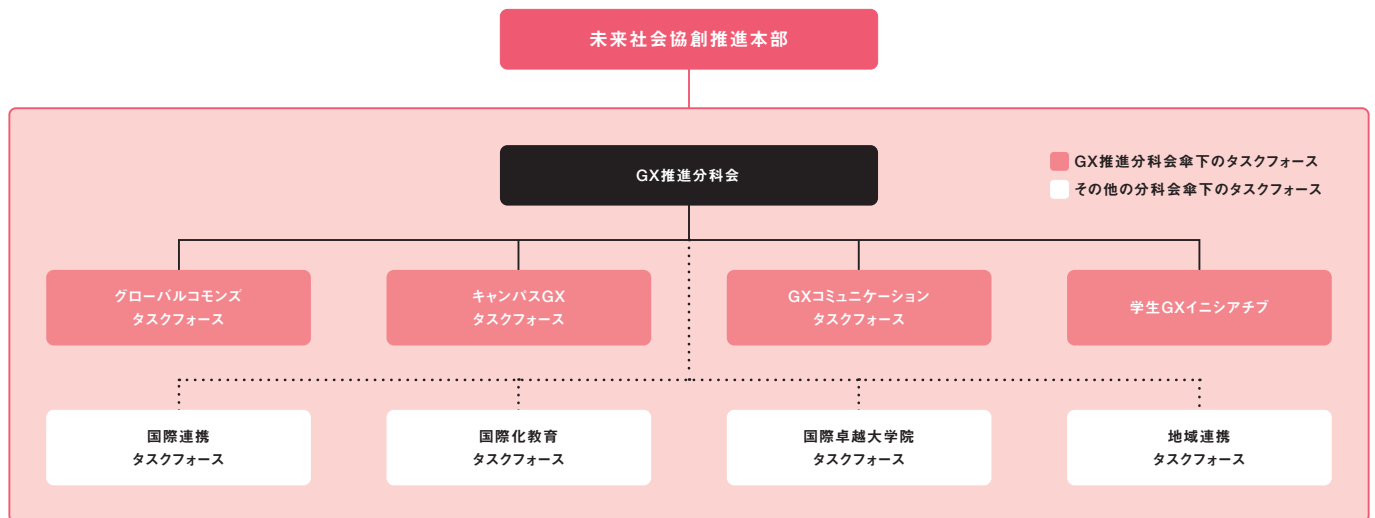 未来社会協創推進本部
GX推進分科会
GX推進分科会傘下のタスクフォース
その他の分科会傘下のタスクフォース
グローバルコモンズ
タスクフォース
キャンパスGX
タスクフォース
GXコミュニケーション
タスクフォース
学生GXイニシアチブ
国際連携
タスクフォース
国際化教育
タスクフォース
国際卓越大学院
タスクフォース
地域連携
タスクフォース